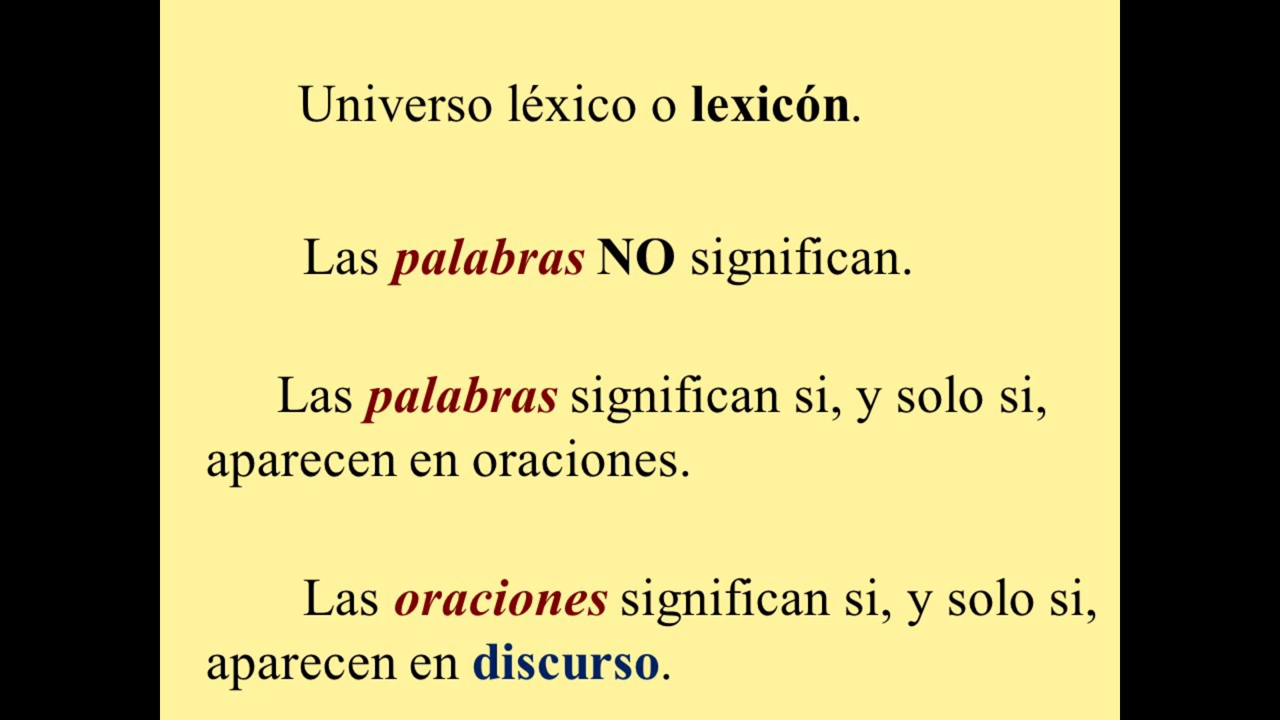 Universo léxico o lexicón.
Las palabras NO significan.
Las palabras significan si, y solo si,
aparecen en oraciones.
Las oraciones significan si, y solo si,
aparecen en discurso.